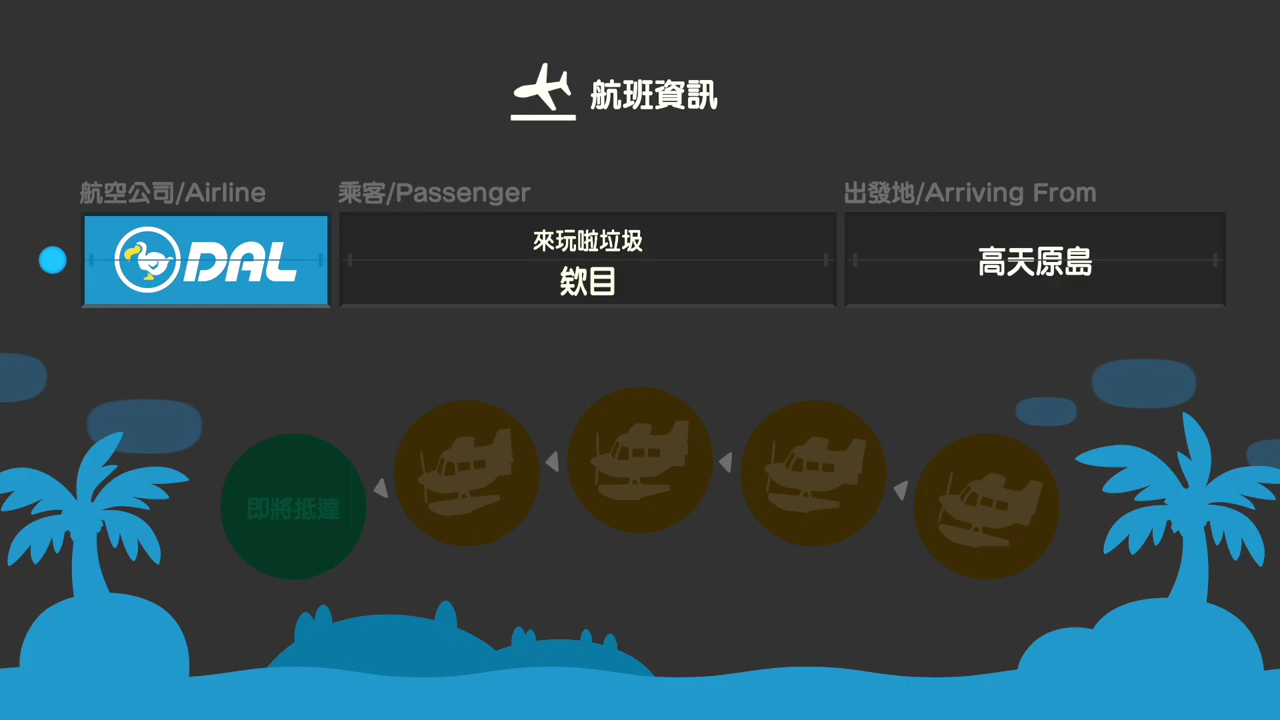 航班資訊
航空公司/Airline
乘客/Passenger
出發地/Arriving From
DAL
來玩啦垃圾
欸目
高天原島
即將抵達